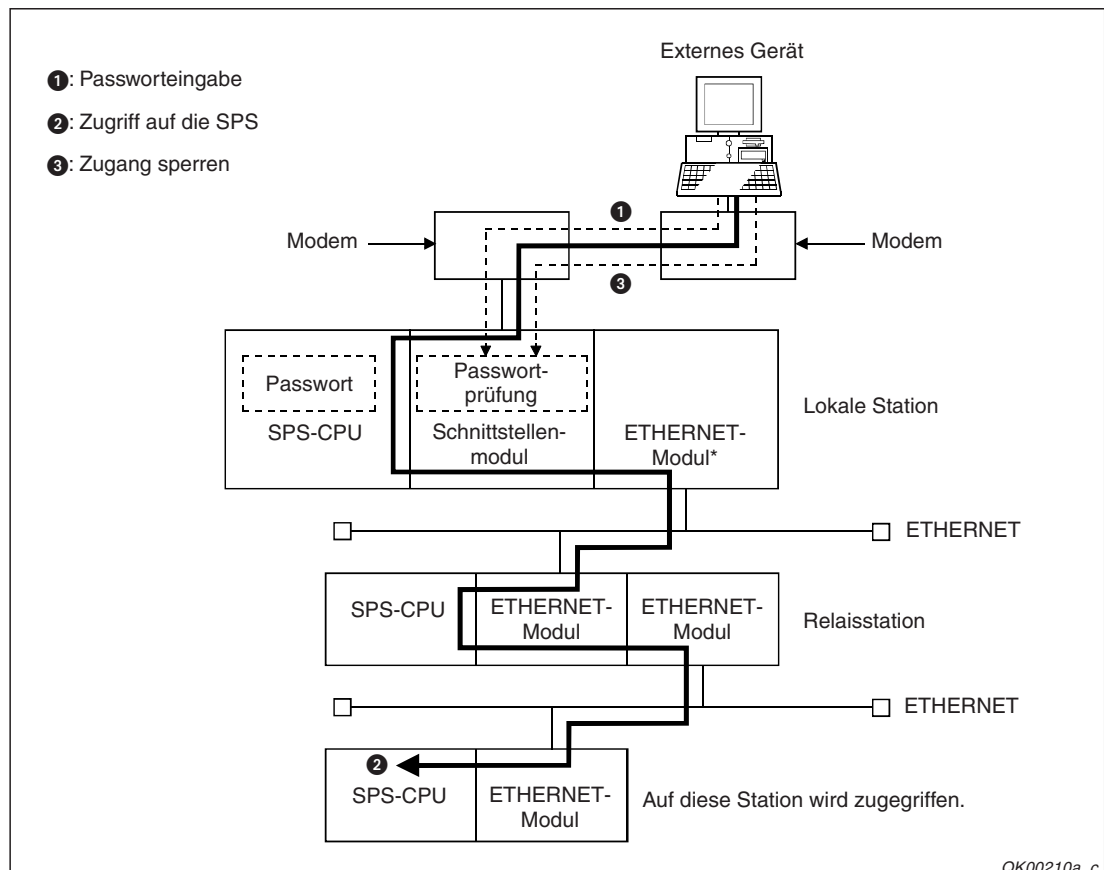 Externes Gerät
❶: Passworteingabe
❷: Zugriff auf die SPS
❸: Zugang sperren
❶
Modem
Modem
❸
Passwort
SPS-CPU
Passwort-
prüfung
Schnittstellen-
modul
ETHERNET-
Modul*
Lokale Station
ETHERNET
SPS-CPU
ETHERNET-
Modul
ETHERNET-
Modul
Relaisstation
ETHERNET
❷
SPS-CPU
ETHERNET-
Modul
Auf diese Station wird zugegriffen.
QK00210a_c